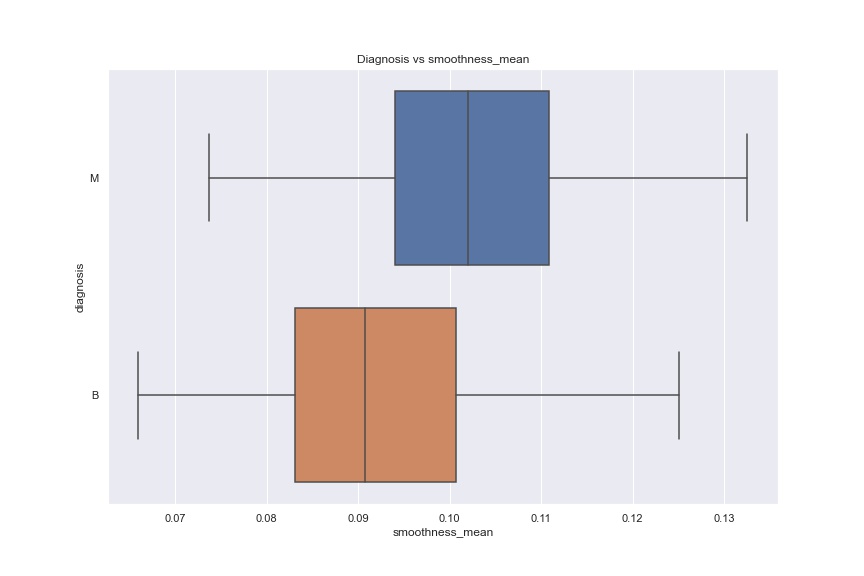 Diagnosis vs smoothness_mean
M
B
diagnosis
0.07 0.08 0.09 0.10 0.11 0.12 0.13
smoothness_mean